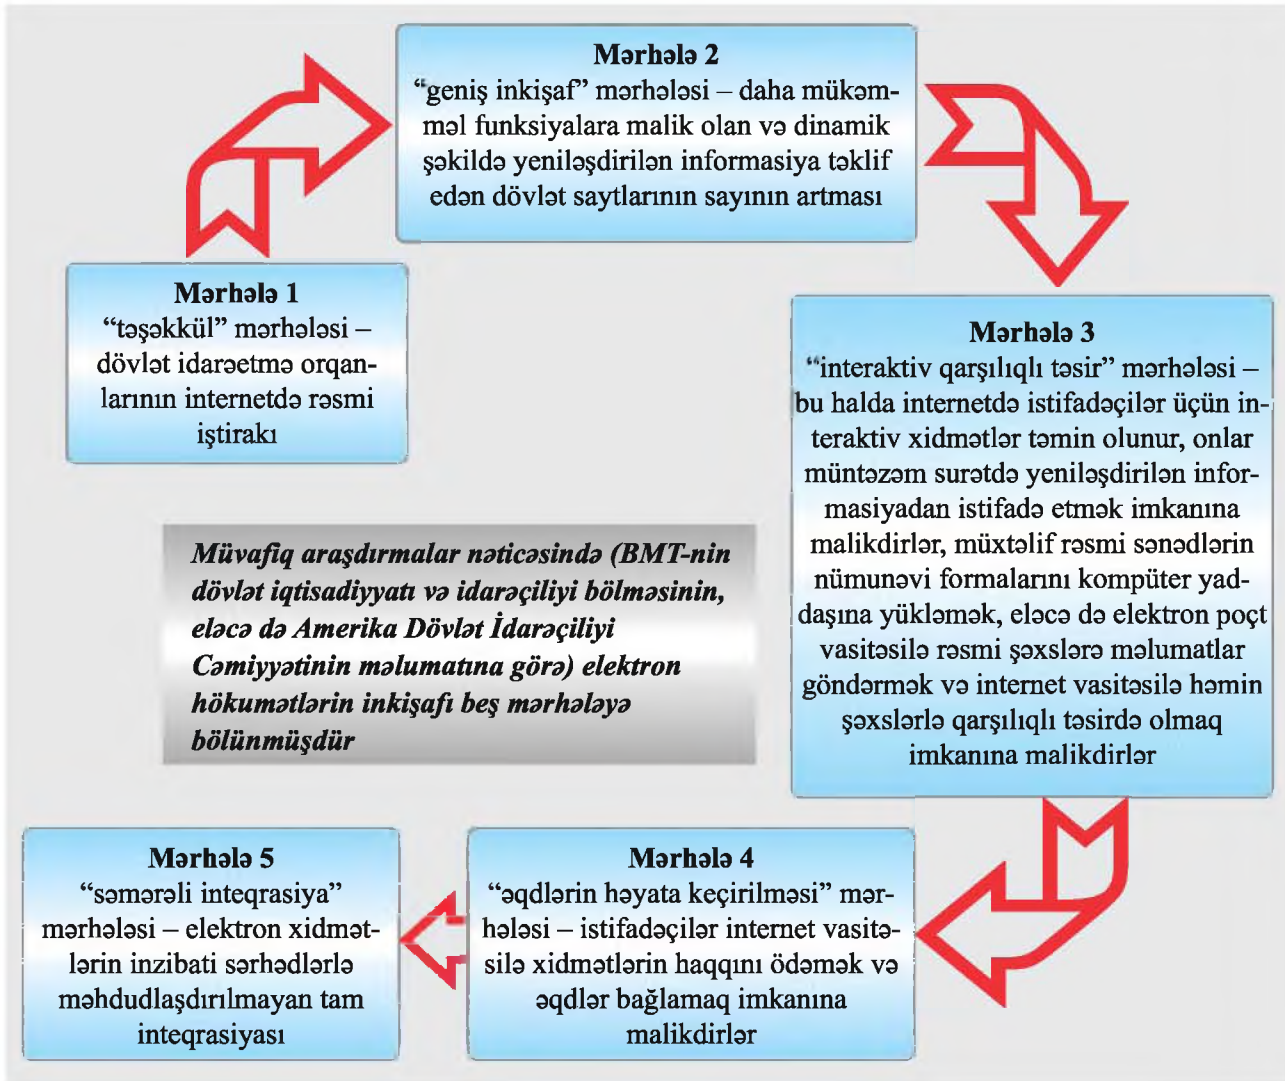 Mərhələ 1
“təşəkkül” mərhələsi –
dövlət idarəetmə orqan-
larının internetdə rəsmi
iştirakı
Mərhələ 2
“geniş inkişaf” mərhələsi – daha mükəm-
məl funksiyalara malik olan və dinamik
şəkildə yeniləşdirilən informasiya təklif
edən dövlət saytlarının sayının artması
Mərhələ 3
“interaktiv qarşılıqlı təsir” mərhələsi –
bu halda internetdə istifadəçilər üçün in-
teraktiv xidmətlər təmin olunur, onlar
müntəzəm surətdə yeniləşdirilən infor-
masiyadan istifadə etmək imkanına
malikdirlər, müxtəlif rəsmi sənədlərin
nümunəvi formalarını kompüter yad-
daşına yükləmək, eləcə də elektron poçt
vasitəsilə rəsmi şəxslərə məlumatlar
göndərmək və internet vasitəsilə həmin
şəxslərlə qarşılıqlı təsirdə olmaq
imkanına malikdirlər
Müvafiq araşdırmalar nəticəsində (BMT-nin
dövlət iqtisadiyyatı və idarəçiliyi bölməsinin,
eləcə də Amerika Dövlət İdarəçiliyi
Cəmiyyətinin məlumatına görə) elektron
hökumətlərin inkişafı beş mərhələyə
bölünmüşdür
Mərhələ 4
“əqdlərin həyata keçirilməsi” mər-
hələsi – istifadəçilər internet vasitə-
silə xidmətlərin haqqını ödəmək və
əqdlər bağlamaq imkanına
malikdirlər
Mərhələ 5
“səmərəli inteqrasiya”
mərhələsi – elektron xidmət-
lərin inzibati sərhədlərlə
məhdudlaşdırılmayan tam
inteqrasiyası